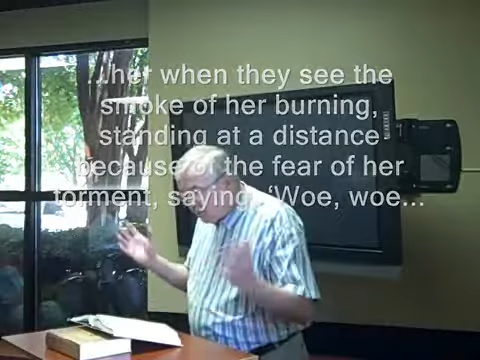 ...her when they see the
smoke of her burning,
standing at a distance
because of the fear of her
torment, saying, ‘Woe, woe...